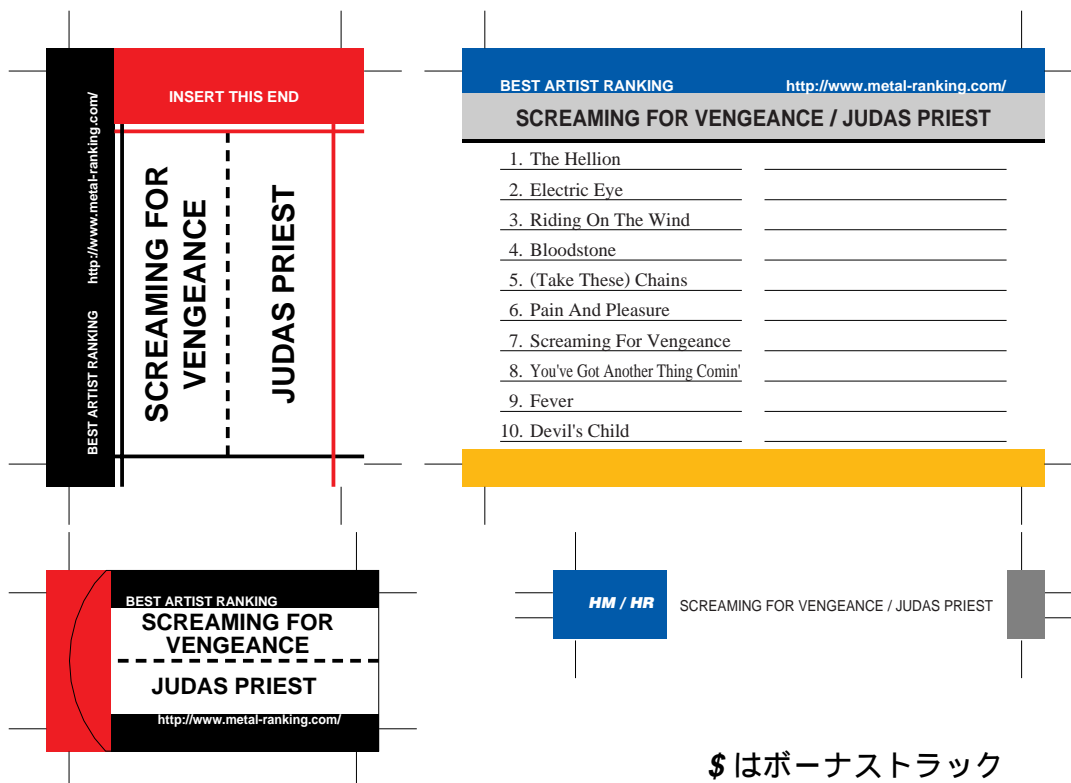 INSERT THIS END
BEST ARTIST RANKING http://www.metal-ranking.com/
SCREAMING FOR
VENGEANCE
JUDAS PRIEST
BEST ARTIST RANKING http://www.metal-ranking.com/
SCREAMING FOR VENGEANCE / JUDAS PRIEST
1. The Hellion
2. Electric Eye
3. Riding On The Wind
4. Bloodstone
5. (Take These) Chains
6. Pain And Pleasure
7. Screaming For Vengeance
8. You've Got Another Thing Comin'
9. Fever
10. Devil's Child
BEST ARTIST RANKING
SCREAMING FOR
VENGEANCE
JUDAS PRIEST
http://www.metal-ranking.com/
HM / HR
SCREAMING FOR VENGEANCE / JUDAS PRIEST
$ はボーナストラック